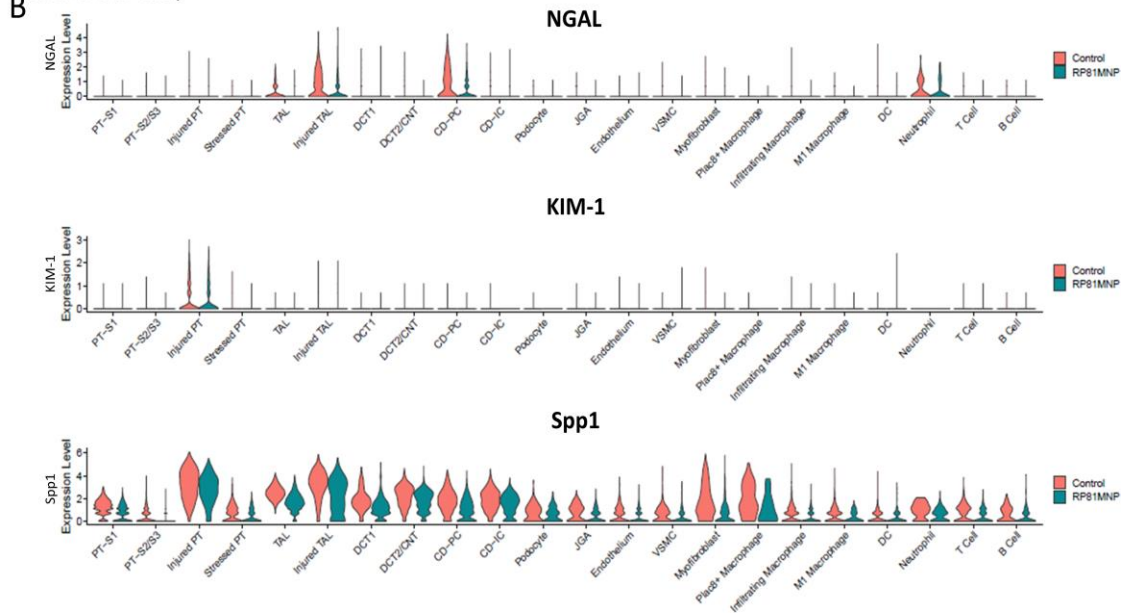 B
NGAL
NGAL
Expression Level
4
3
2
1
0
Control
RP81MNP
PT-S1
PT-S2/S3
Injured PT
Stressed PT
TAL
Injured TAL
DCT1
DCT2/CNT
CD-PC
CD-IC
Podocyte
JGA
Endothelium
VSMC
Myofibroblast
Plac8+ Macrophage
Infiltrating Macrophage
M1 Macrophage
DC
Neutrophil
T Cell
B Cell
KIM-1
KIM-1
Expression Level
3
2
1
0
Control
RP81MNP
PT-S1
PT-S2/S3
Injured PT
Stressed PT
TAL
Injured TAL
DCT1
DCT2/CNT
CD-PC
CD-IC
Podocyte
JGA
Endothelium
VSMC
Myofibroblast
Plac8+ Macrophage
Infiltrating Macrophage
M1 Macrophage
DC
Neutrophil
T Cell
B Cell
Spp1
Spp1
Expression Level
6
4
2
0
Control
RP81MNP
PT-S1
PT-S2/S3
Injured PT
Stressed PT
TAL
Injured TAL
DCT1
DCT2/CNT
CD-PC
CD-IC
Podocyte
JGA
Endothelium
VSMC
Myofibroblast
Plac8+ Macrophage
Infiltrating Macrophage
M1 Macrophage
DC
Neutrophil
T Cell
B Cell